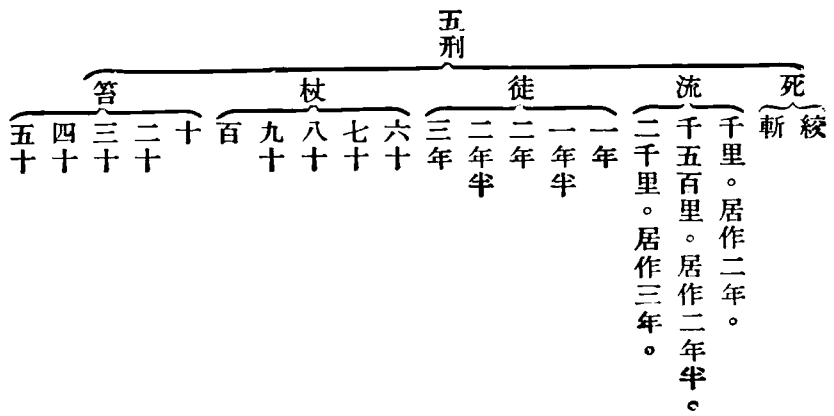 五刑
死
絞
斬
流
千里。居作二年。
千五百里。居作二年半。
二千里。居作三年。
徒
一年
一年半
二年
二年半
三年
杖
六十
七十
八十
九十
百
笞
十
二十
三十
四十
五十